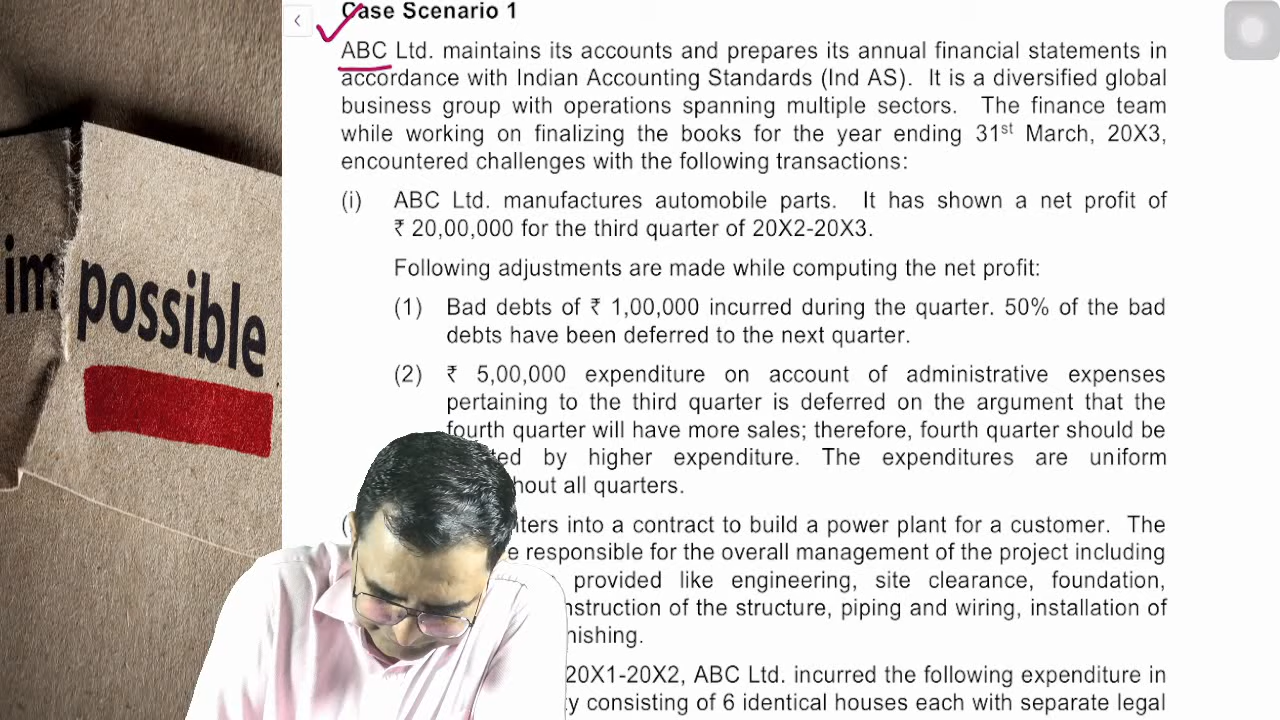 impossible
Case Scenario 1
ABC Ltd. maintains its accounts and prepares its annual financial statements in
accordance with Indian Accounting Standards (Ind AS). It is a diversified global
business group with operations spanning multiple sectors. The finance team
while working on finalizing the books for the year ending 31st March, 20X3,
encountered challenges with the following transactions:
(i) ABC Ltd. manufactures automobile parts. It has shown a net profit of
₹ 20,00,000 for the third quarter of 20X2-20X3.
Following adjustments are made while computing the net profit:
(1) Bad debts of ₹ 1,00,000 incurred during the quarter. 50% of the bad
debts have been deferred to the next quarter.
(2) ₹ 5,00,000 expenditure on account of administrative expenses
pertaining to the third quarter is deferred on the argument that the
fourth quarter will have more sales; therefore, fourth quarter should be
by higher expenditure. The expenditures are uniform
all quarters.
into a contract to build a power plant for a customer. The
responsible for the overall management of the project including
provided like engineering, site clearance, foundation,
of the structure, piping and wiring, installation of
20X1-20X2, ABC Ltd. incurred the following expenditure in
consisting of 6 identical houses each with separate legal